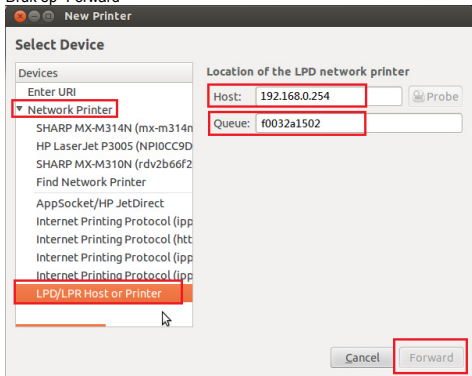 Druk op "Forward"
New Printer
Select Device
Devices
Enter URI
Network Printer
SHARP MX-M314N (mx-m314n
HP LaserJet P3005 (NPI0CC9D
SHARP MX-M310N (rdv2b66f2
Find Network Printer
AppSocket/HP JetDirect
Internet Printing Protocol (ipp
Internet Printing Protocol (htt
Internet Printing Protocol (ipp
Internet Printing Protocol (ipp
LPD/LPR Host or Printer
Location of the LPD network printer
Host: 192.168.0.254 Probe
Queue: f0032a1502
Cancel Forward